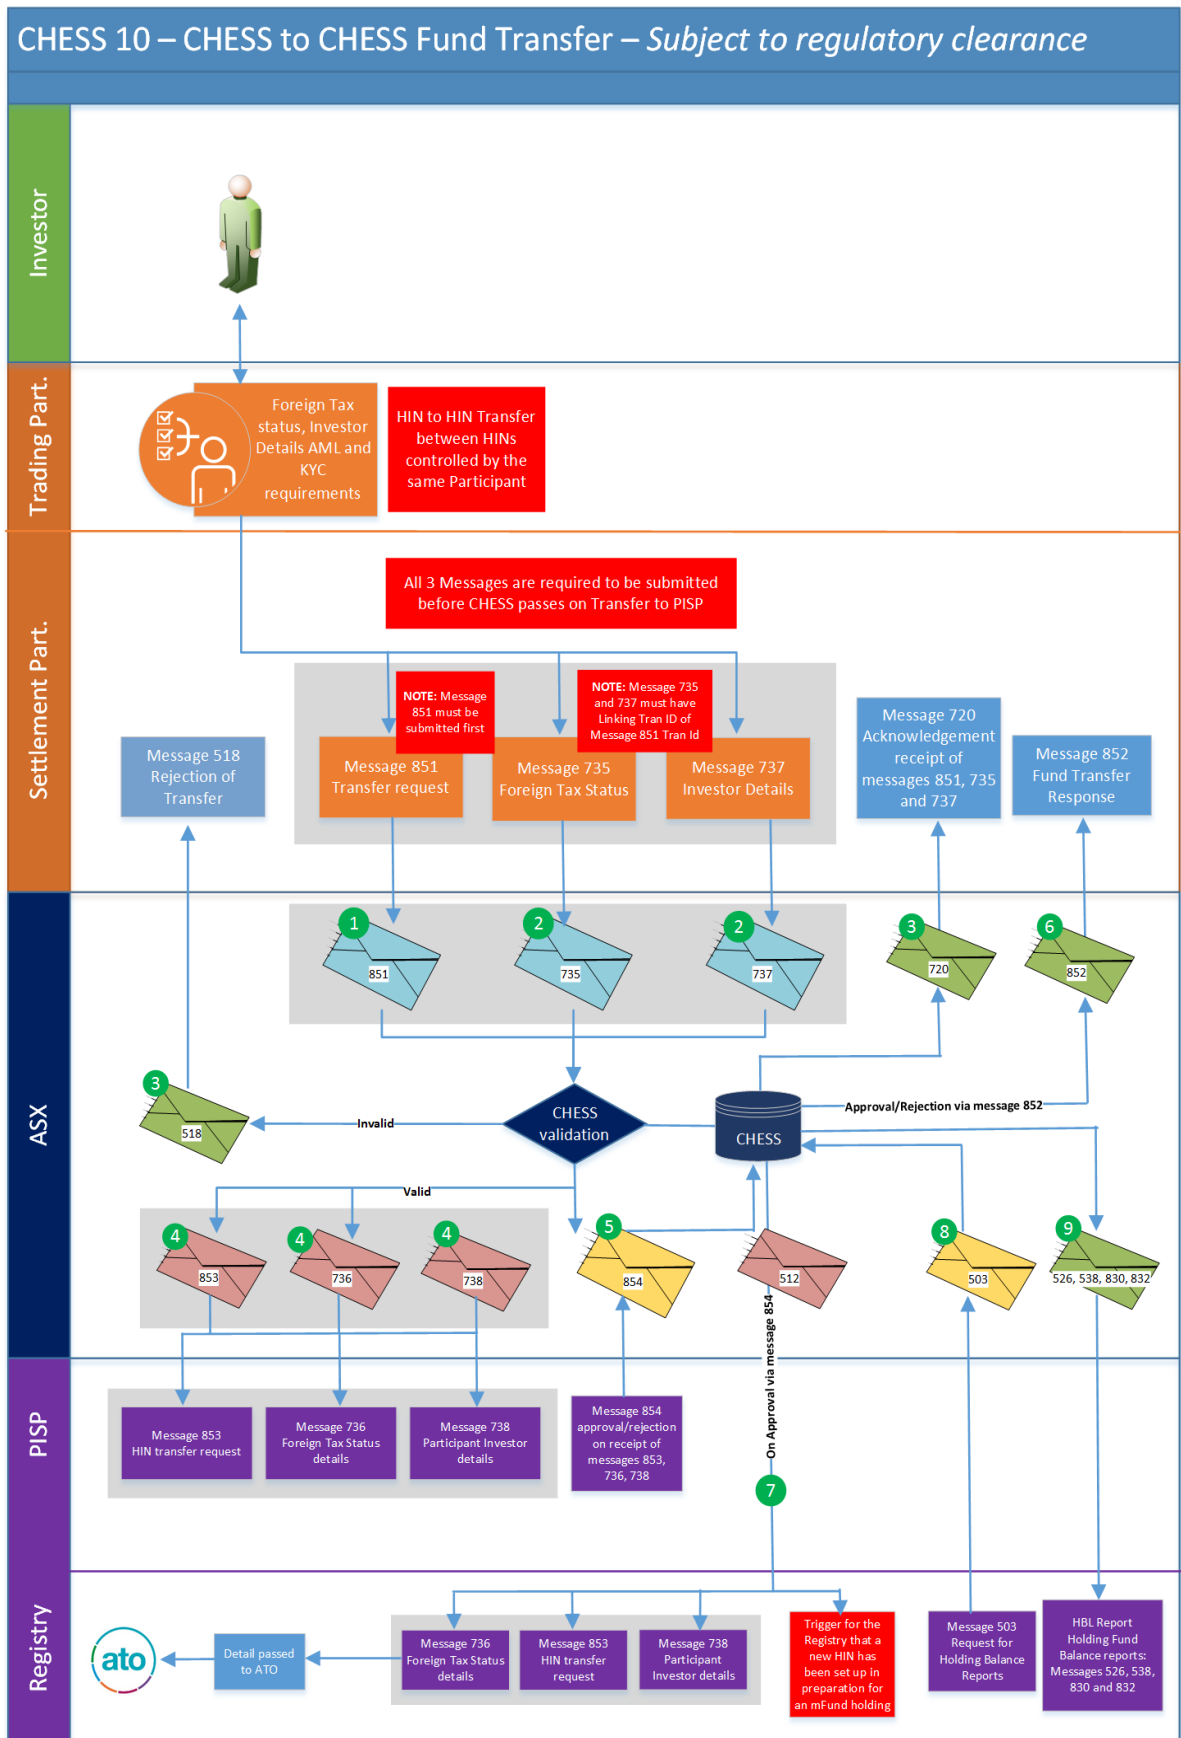 CHESS 10 – CHESS to CHESS Fund Transfer – Subject to regulatory clearance
Investor
Trading Part.
Foreign Tax
status, Investor
Details AML and
KYC
requirements
HIN to HIN Transfer
between HINs
controlled by the
same Participant
Settlement Part.
All 3 Messages are required to be submitted
before CHESS passes on Transfer to PISP
NOTE: Message
851 must be
submitted first
NOTE: Message 735
and 737 must have
Linking Tran ID of
Message 851 Tran Id
Message 518
Rejection of
Transfer
Message 851
Transfer request
Message 735
Foreign Tax Status
Message 737
Investor Details
Message 720
Acknowledgement
receipt of
messages 851, 735
and 737
Message 852
Fund Transfer
Response
ASX
1
851
2
735
2
737
3
720
6
852
3
518
Invalid
CHESS
validation
CHESS
Approval/Rejection via message 852
Valid
4
853
4
736
4
738
5
854
512
8
503
9
526, 538, 830, 832
On Approval via message 854
PISP
Message 853
HIN transfer request
Message 736
Foreign Tax Status
details
Message 738
Participant Investor
details
Message 854
approval/rejection
on receipt of
messages 853,
736, 738
7
Registry
ato
Detail passed
to ATO
Message 736
Foreign Tax Status
details
Message 853
HIN transfer
request
Message 738
Participant
Investor details
Trigger for the
Registry that a
new HIN has
been set up in
preparation for
an mFund holding
Message 503
Request for
Holding Balance
Reports
HBL Report
Holding Fund
Balance reports:
Messages 526, 538,
830 and 832